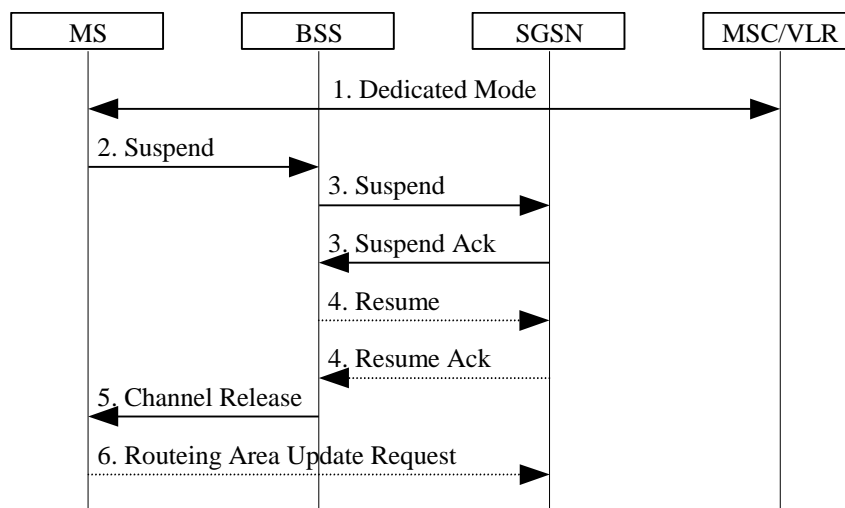 MS BSS SGSN MSC/VLR
1. Dedicated Mode
2. Suspend
3. Suspend
3. Suspend Ack
4. Resume
4. Resume Ack
5. Channel Release
6. Routeing Area Update Request